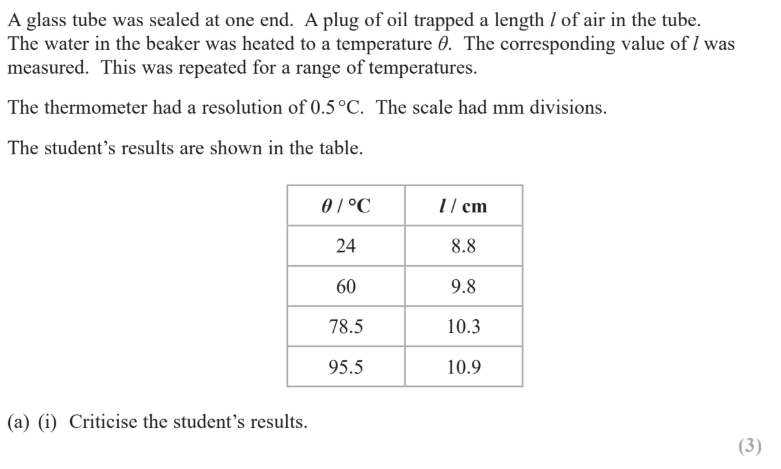 A glass tube was sealed at one end. A plug of oil trapped a length l of air in the tube.
The water in the beaker was heated to a temperature θ. The corresponding value of l was
measured. This was repeated for a range of temperatures.
The thermometer had a resolution of 0.5 °C. The scale had mm divisions.
The student’s results are shown in the table.
θ / °C l / cm
24 8.8
60 9.8
78.5 10.3
95.5 10.9
(a) (i) Criticise the student’s results.
(3)